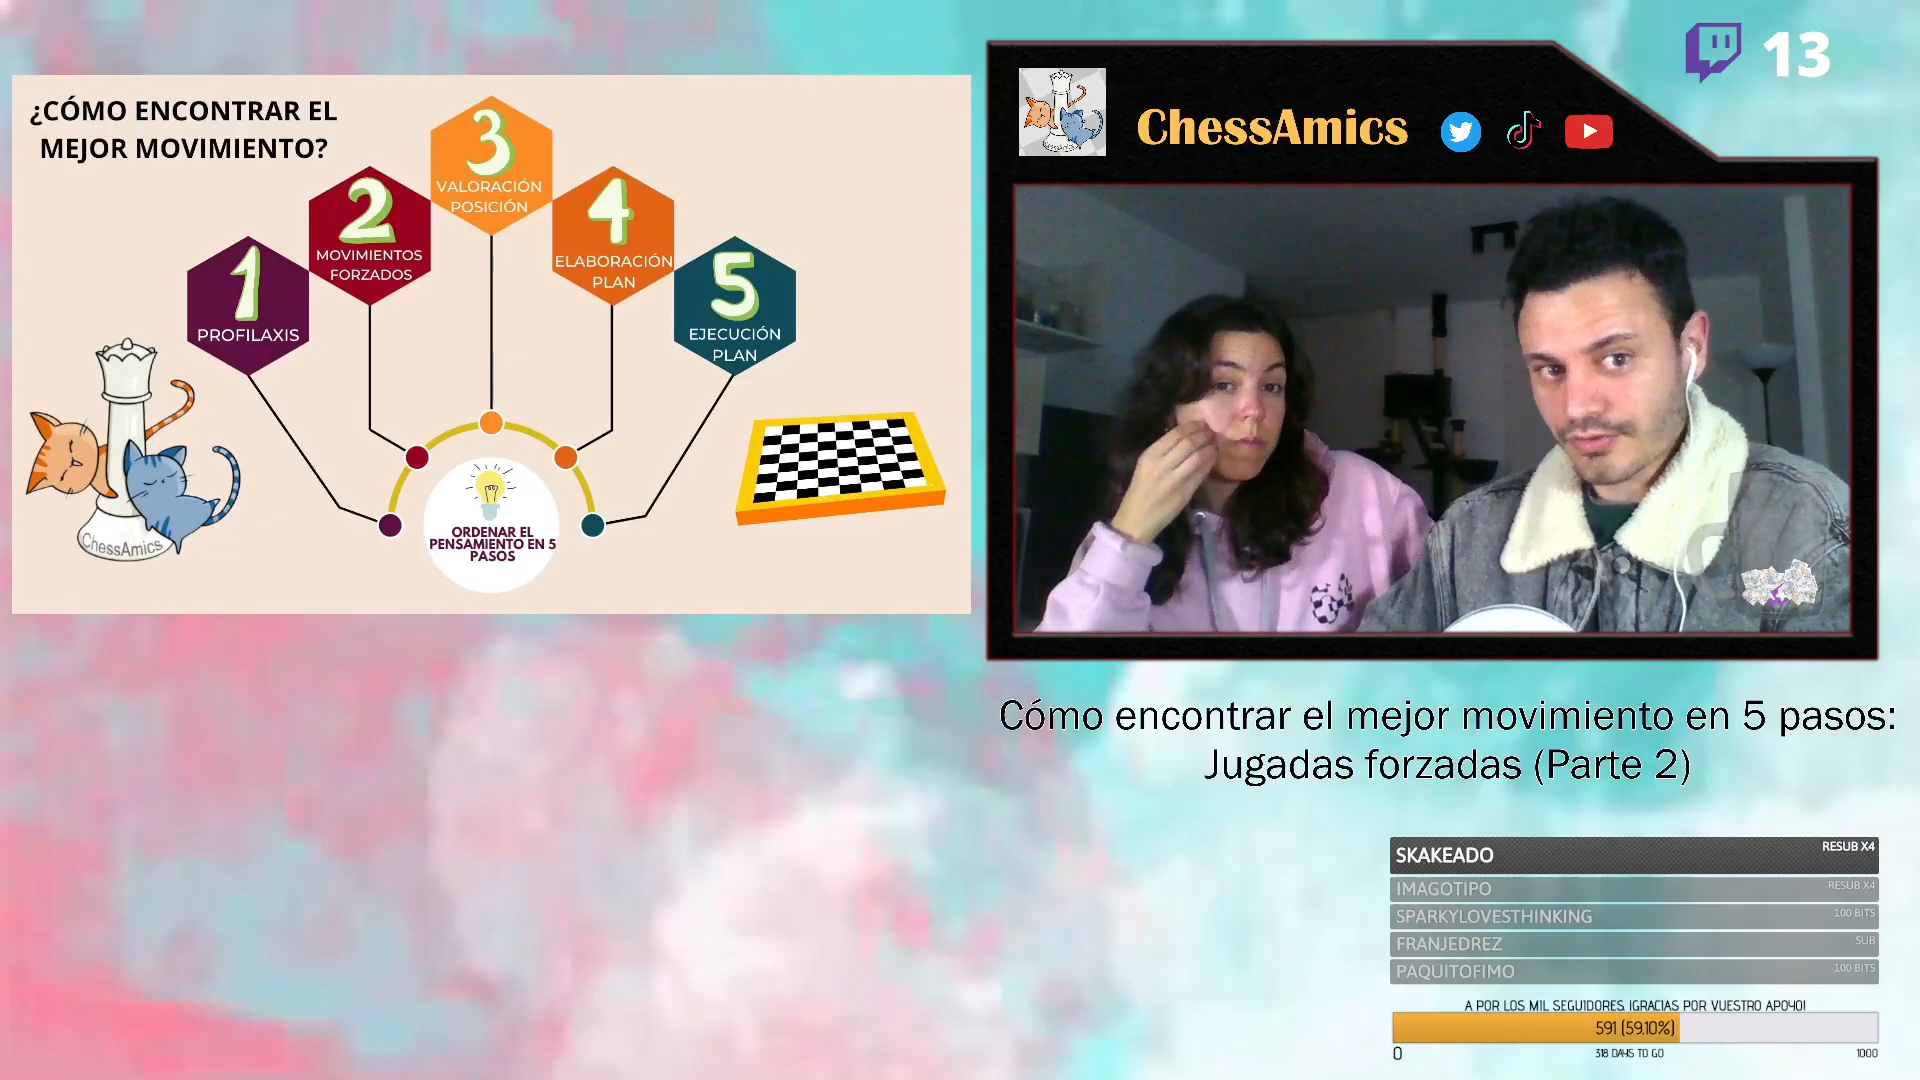 ¿CÓMO ENCONTRAR EL
MEJOR MOVIMIENTO?
1
PROFILAXIS
2
MOVIMIENTOS
FORZADOS
3
VALORACIÓN
POSICIÓN
4
ELABORACIÓN
PLAN
5
EJECUCIÓN
PLAN
ORDENAR EL
PENSAMIENTO EN 5
PASOS
ChessAmics
13
ChessAmics
ChessAmics
Cómo encontrar el mejor movimiento en 5 pasos:
Jugadas forzadas (Parte 2)
SKAKEADO RESUB X4
IMAGOTIPO RESUB X4
SPARKYLOVESTHINKING 100 BITS
FRANJEDREZ SUB
PAQUITOFIMO 100 BITS
A POR LOS MIL SEGUIDORES ¡GRACIAS POR VUESTRO APOYO!
591 (59.10%)
0 318 DAYS TO GO 1000